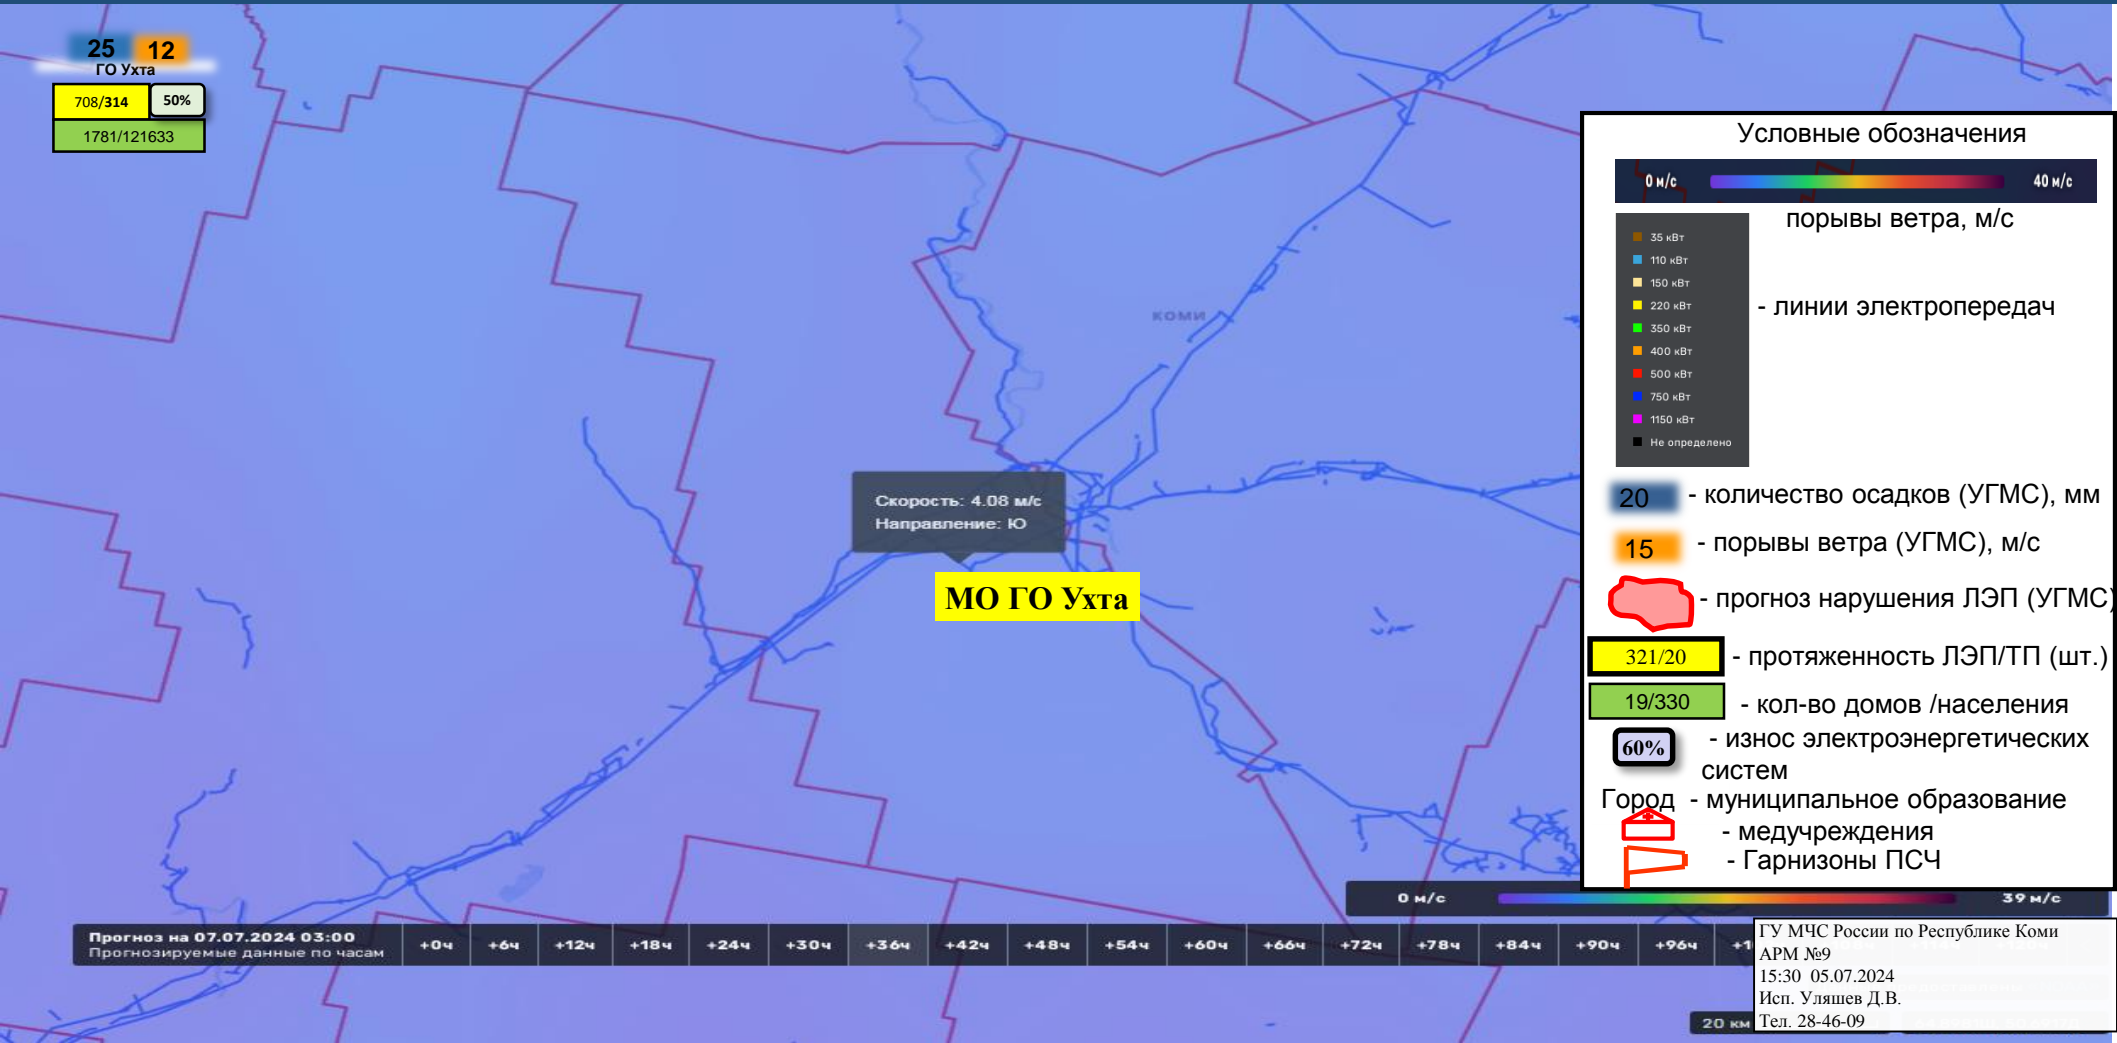 25 12
ГО Ухта
708/314 50%
1781/121633
КОМИ
Скорость: 4.08 м/с
Направление: Ю
МО ГО Ухта
Условные обозначения
0 м/с 40 м/с
порывы ветра, м/с
35 кВт
110 кВт
150 кВт
220 кВт
350 кВт
400 кВт
500 кВт
750 кВт
1150 кВт
Не определено
- линии электропередач
20 - количество осадков (УГМС), мм
15 - порывы ветра (УГМС), м/с
- прогноз нарушения ЛЭП (УГМС)
321/20 - протяженность ЛЭП/ТП (шт.)
19/330 - кол-во домов /населения
60% - износ электроэнергетических
систем
Город - муниципальное образование
- медучреждения
- Гарнизоны ПСЧ
0 м/с 39 м/с
Прогноз на 07.07.2024 03:00
Прогнозируемые данные по часам
+0ч +6ч +12ч +18ч +24ч +30ч +36ч +42ч +48ч +54ч +60ч +66ч +72ч +78ч +84ч +90ч +96ч
ГУ МЧС России по Республике Коми
АРМ №9
15:30 05.07.2024
Исп. Уляшев Д.В.
Тел. 28-46-09
20 км